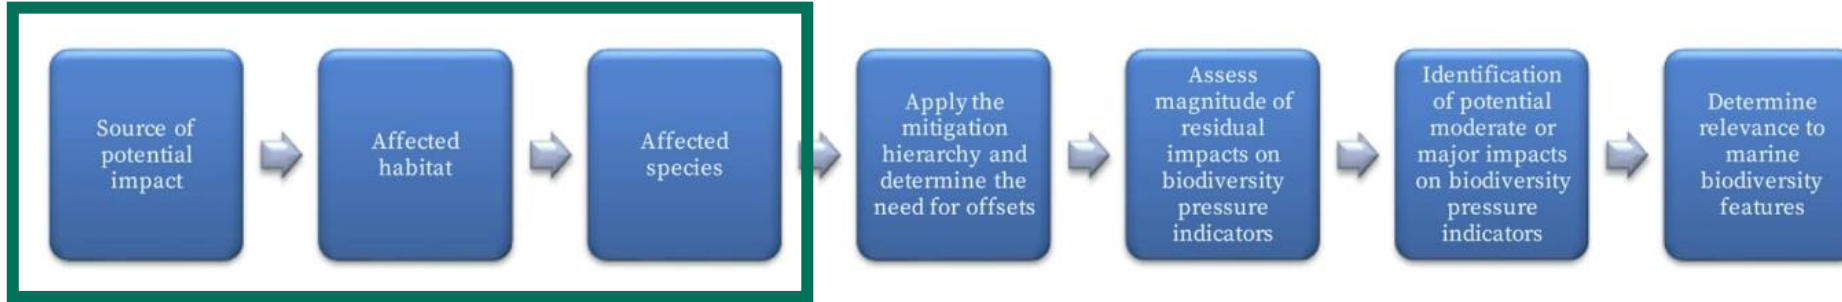 Source of
potential
impact
Affected
habitat
Affected
species
Apply the
mitigation
hierarchy and
determine the
need for offsets
Assess
magnitude of
residual
impacts on
biodiversity
pressure
indicators
Identification
of potential
moderate or
major impacts
on biodiversity
pressure
indicators
Determine
relevance to
marine
biodiversity
features